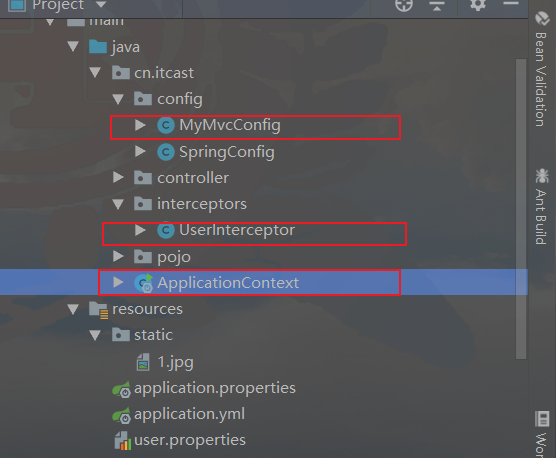 Project
main
java
cn.itcast
config
MyMvcConfig
SpringConfig
controller
interceptors
UserInterceptor
pojo
ApplicationContext
resources
static
1.jpg
application.properties
application.yml
user.properties
Bean Validation
Ant Build